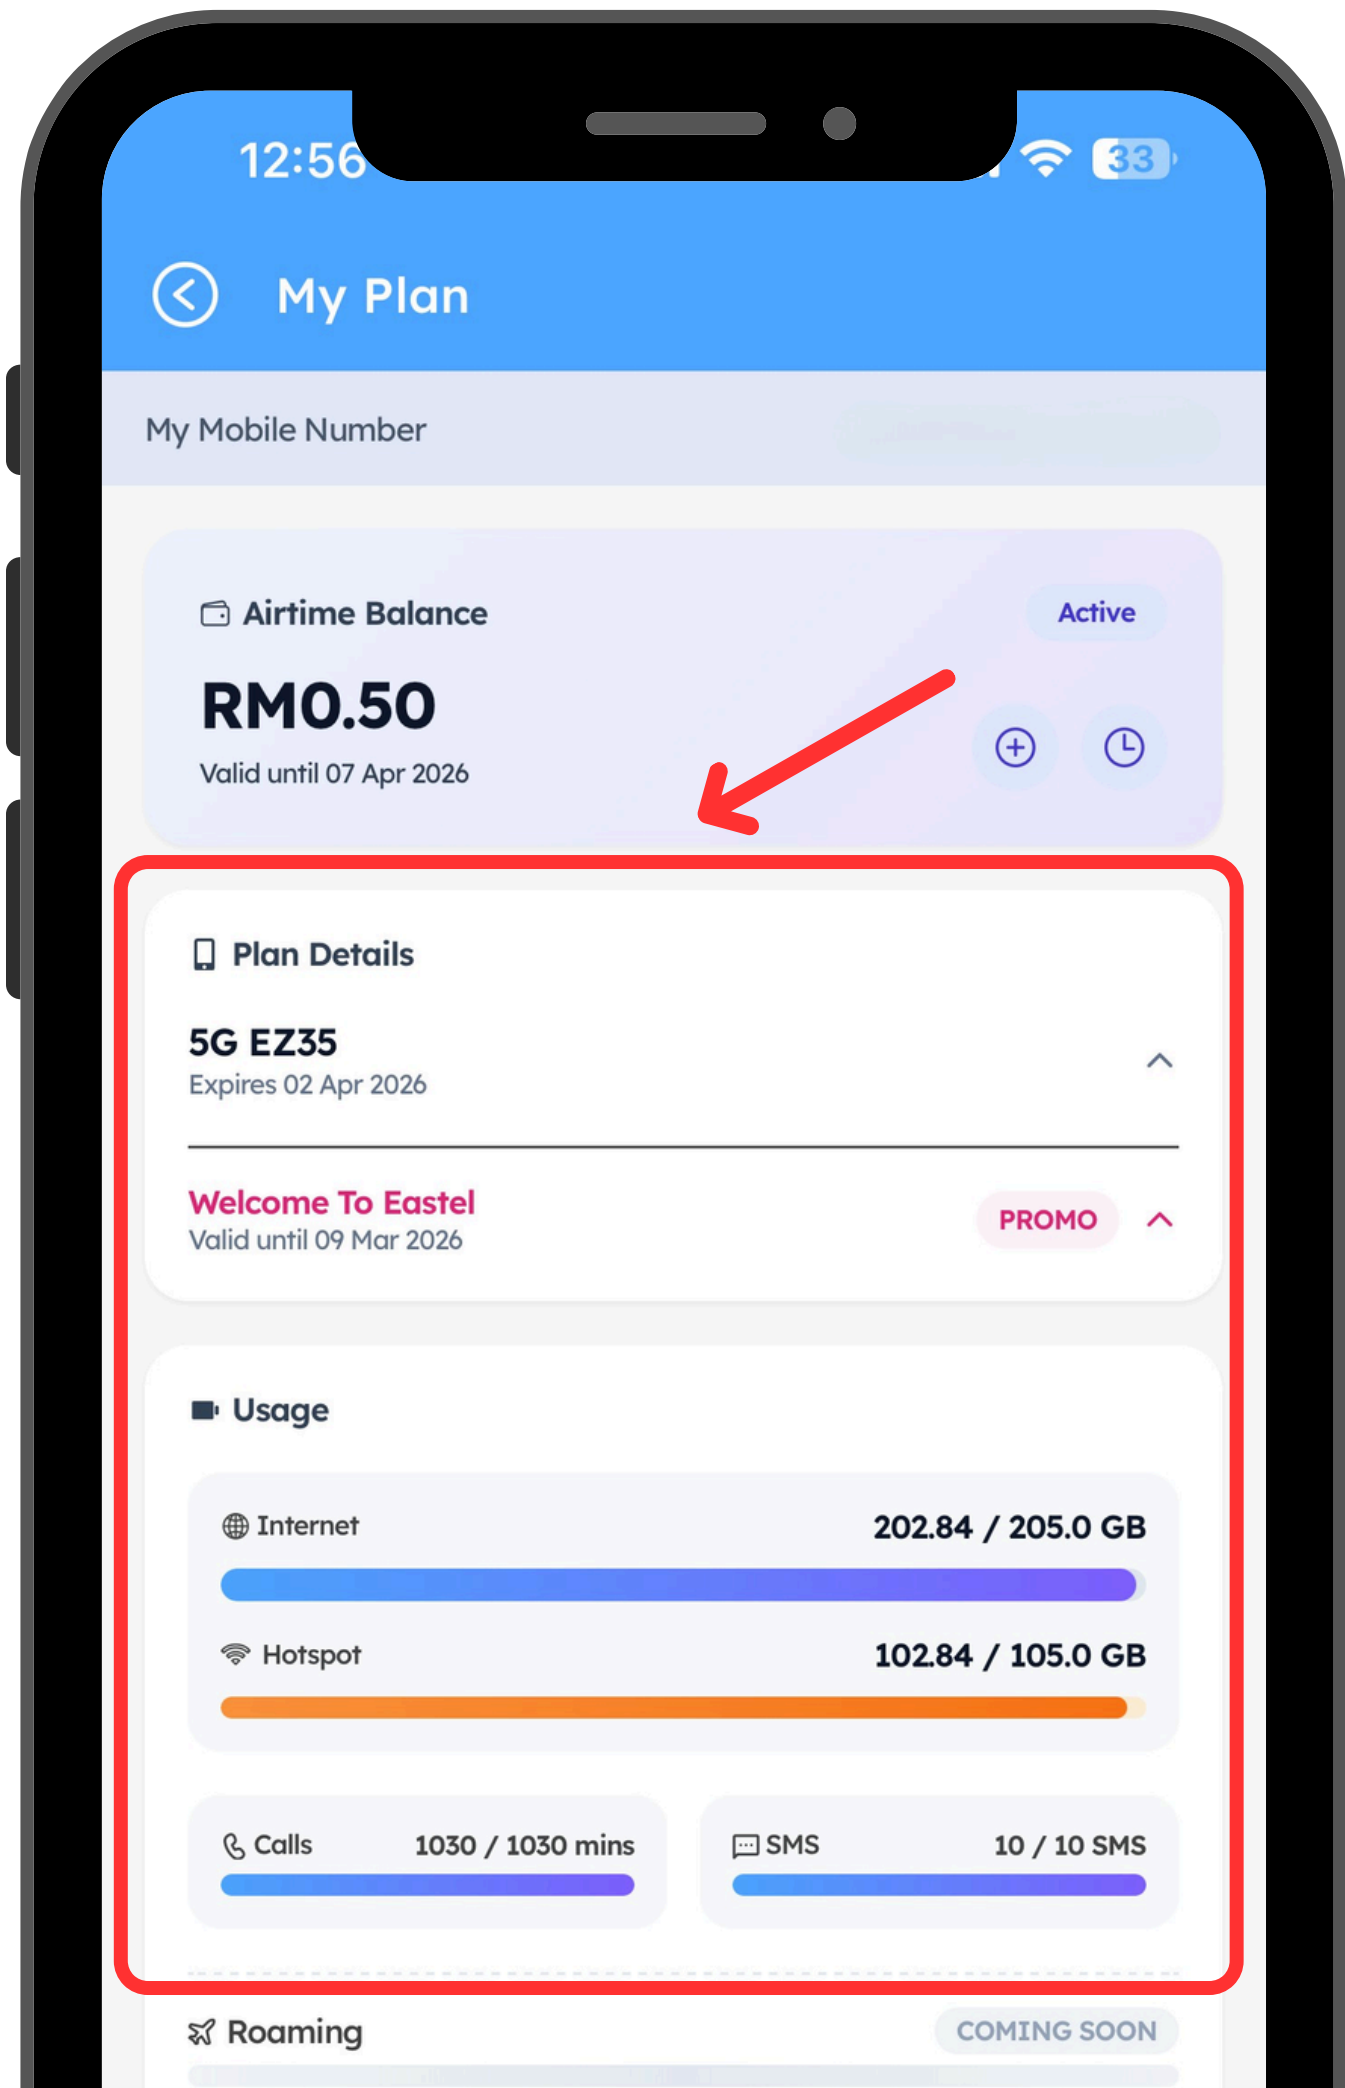 12:56
33
My Plan
My Mobile Number
Airtime Balance
Active
RM0.50
Valid until 07 Apr 2026
Plan Details
5G EZ35
Expires 02 Apr 2026
Welcome To Eastel
PROMO
Valid until 09 Mar 2026
Usage
Internet
202.84 / 205.0 GB
Hotspot
102.84 / 105.0 GB
Calls
1030 / 1030 mins
SMS
10 / 10 SMS
Roaming
COMING SOON